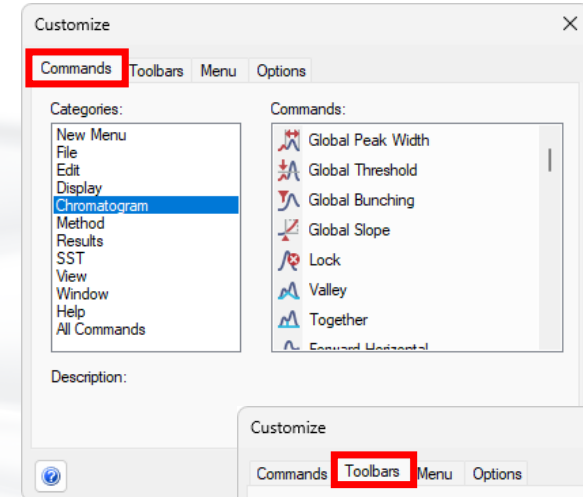 Customize
Commands Toolbars Menu Options
Categories:
New Menu
File
Edit
Display
Chromatogram
Method
Results
SST
View
Window
Help
All Commands
Commands:
Global Peak Width
Global Threshold
Global Bunching
Global Slope
Lock
Valley
Together
Forward Horizontal
Description:
Customize
Commands Toolbars Menu Options